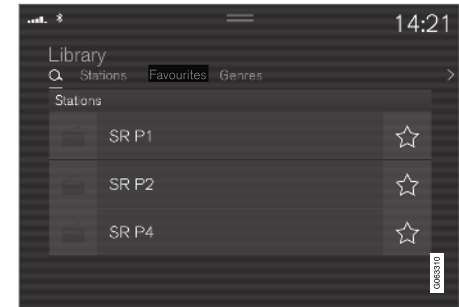 14:21
Library
Stations Favourites Genres
Stations
SR P1
SR P2
SR P4
G063310